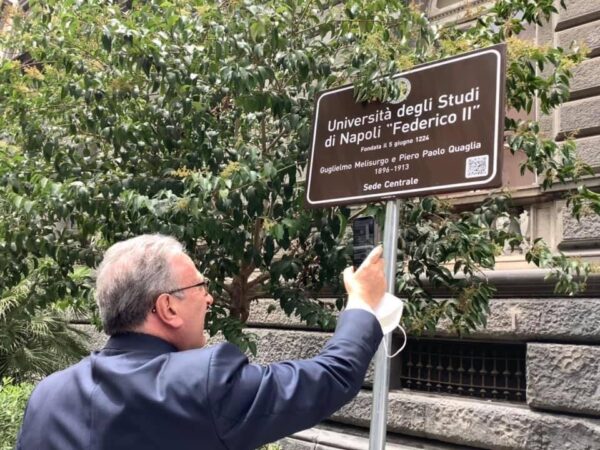 Università degli Studi
di Napoli "Federico II"
Fondata il 5 giugno 1224
Guglielmo Melisurgo e Piero Paolo Quaglia
1896-1913
Sede Centrale